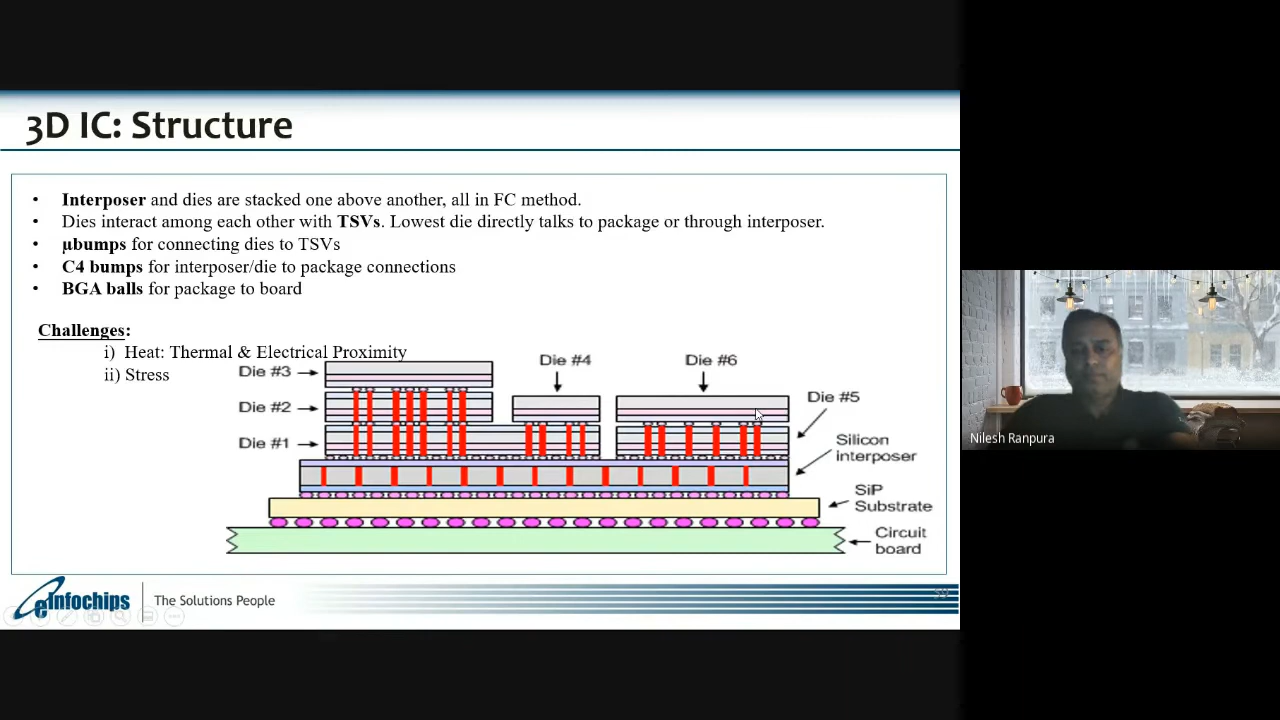 3D IC: Structure
• Interposer and dies are stacked one above another, all in FC method.
• Dies interact among each other with TSVs. Lowest die directly talks to package or through interposer.
• μbumps for connecting dies to TSVs
• C4 bumps for interposer/die to package connections
• BGA balls for package to board
Challenges:
i) Heat: Thermal & Electrical Proximity
ii) Stress
Die #3
Die #2
Die #1
Die #4
Die #6
Die #5
Silicon
interposer
SiP
Substrate
Circuit
board
eInfochips
The Solutions People
Nilesh Ranpura